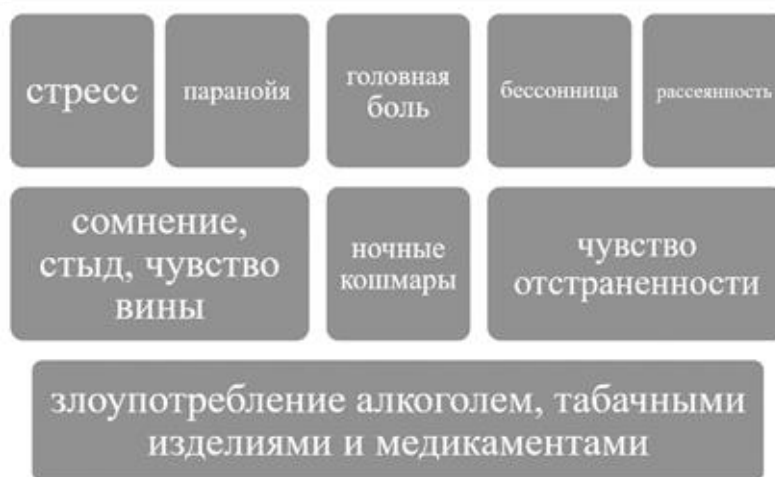 стресс
паранойя
головная
боль
бессонница
рассеянность
сомнение,
стыд, чувство
вины
ночные
кошмары
чувство
отстраненности
злоупотребление алкоголем, табачными
изделиями и медикаментами